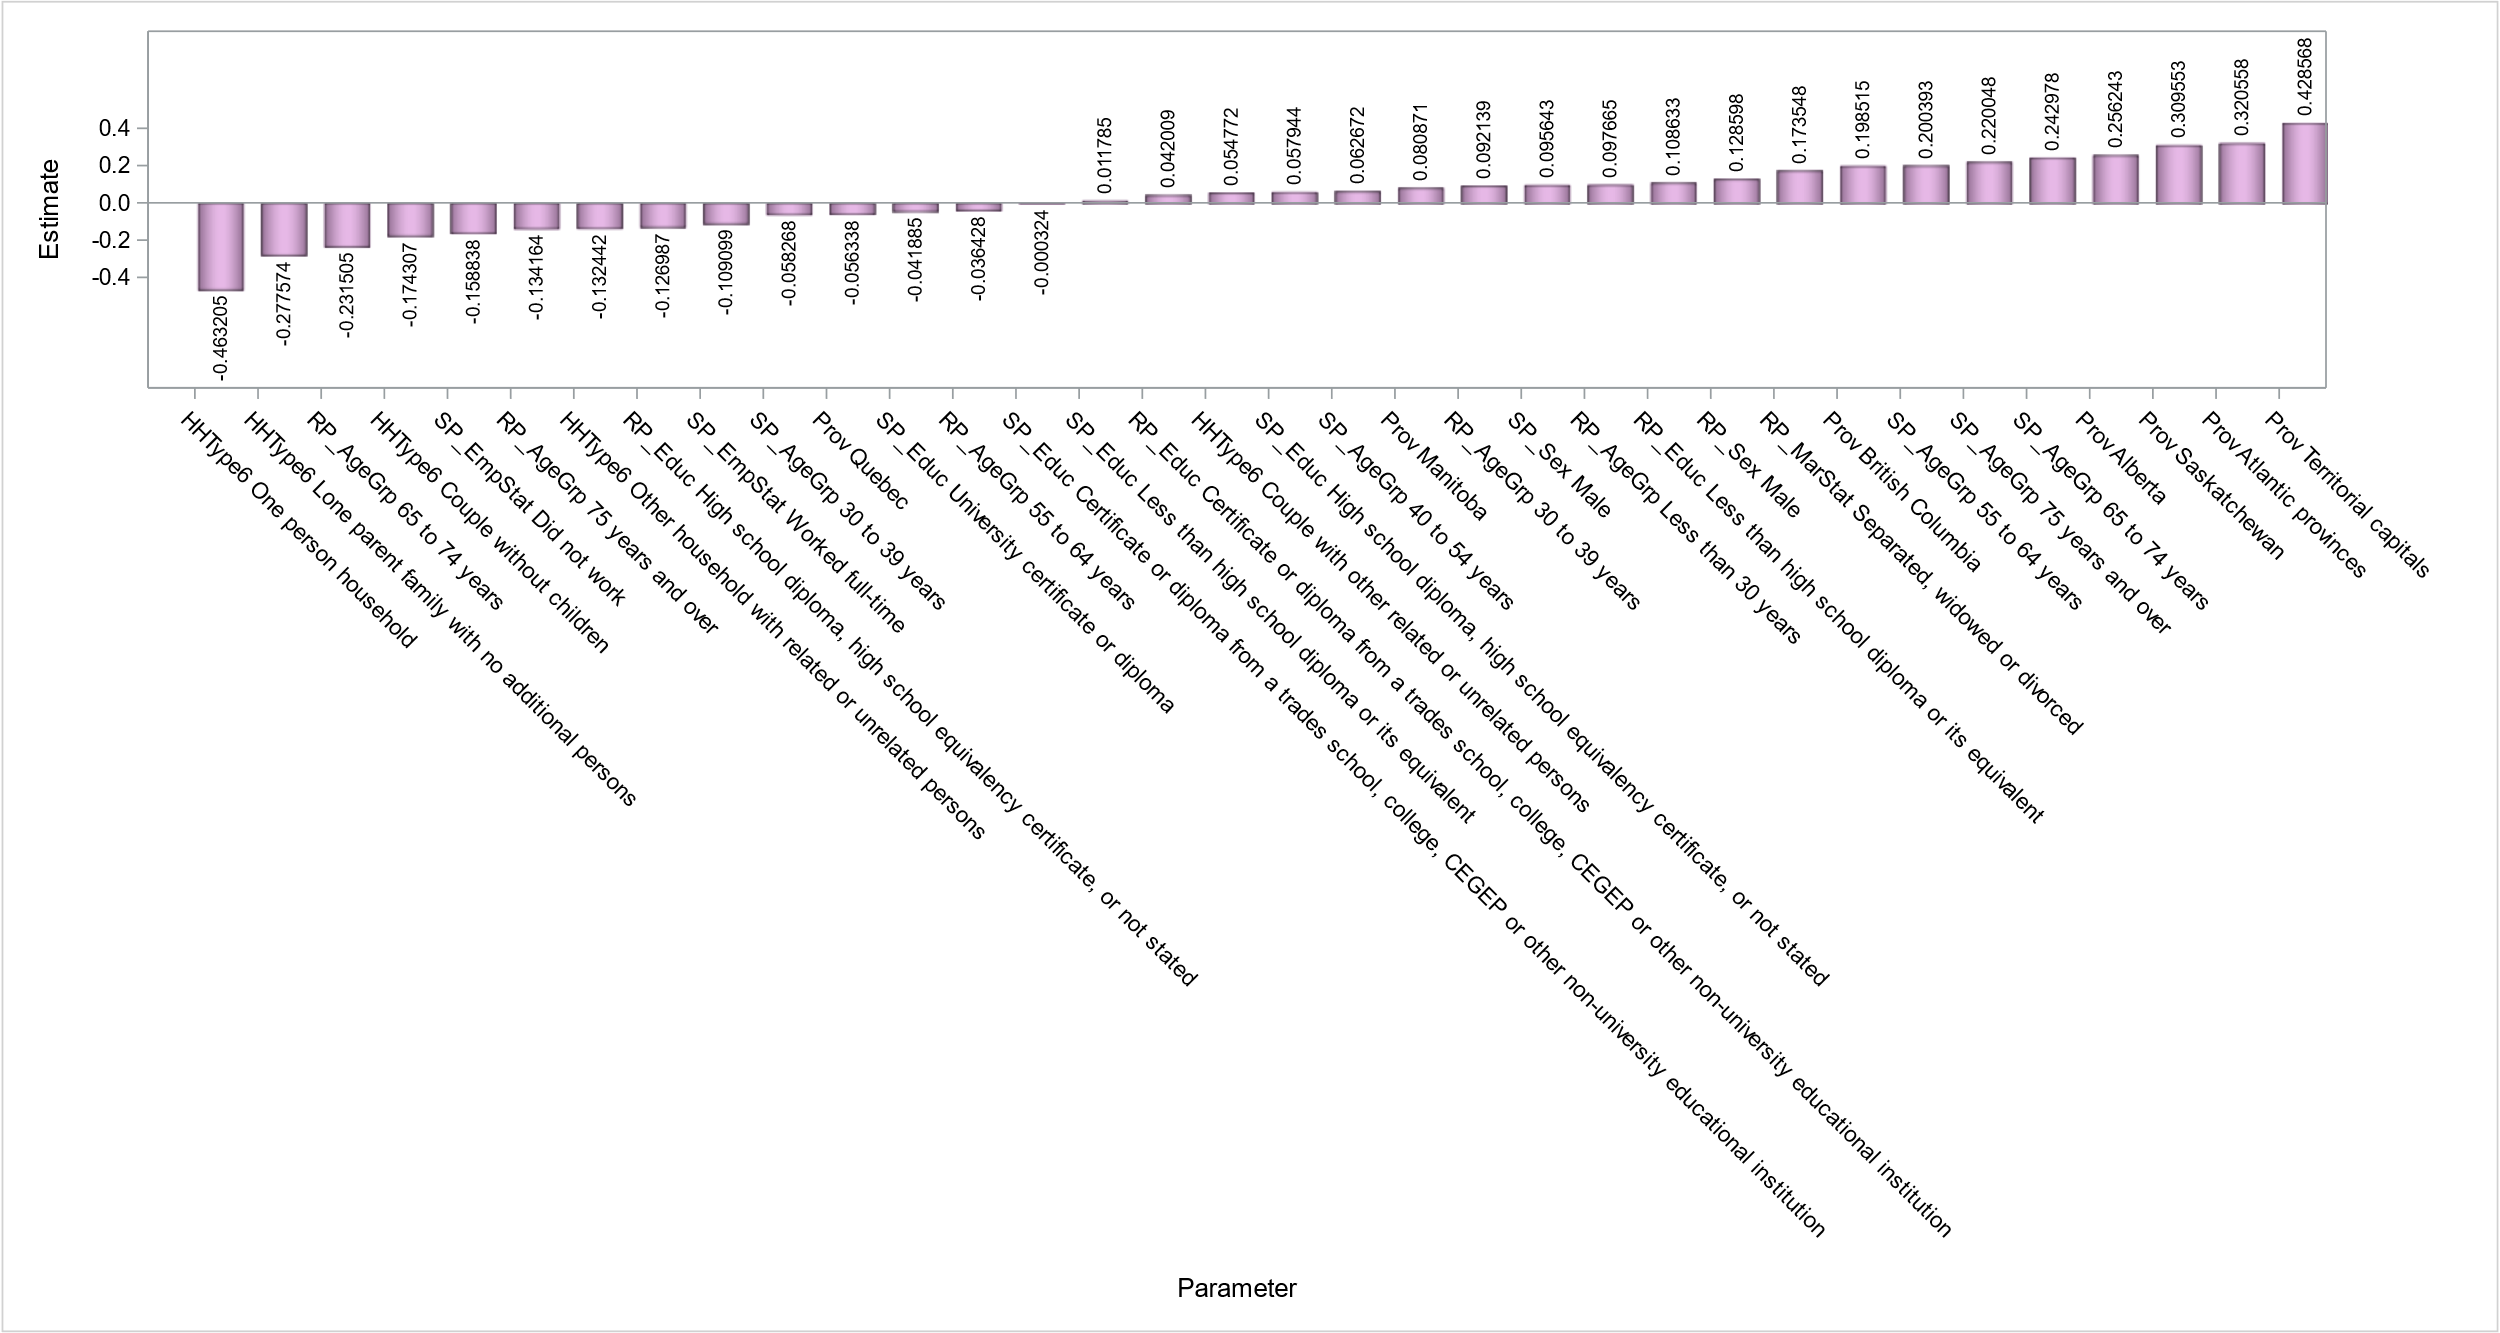 Estimate
0.4
0.2
0.0
-0.2
-0.4
-0.463205
-0.277574
-0.231505
-0.174307
-0.158838
-0.134164
-0.132442
-0.126987
-0.109099
-0.058268
-0.056338
-0.041885
-0.036428
-0.000324
0.011785
0.042009
0.054772
0.057944
0.062672
0.080871
0.092139
0.095643
0.097665
0.108633
0.128598
0.173548
0.198515
0.200393
0.220048
0.242978
0.256243
0.309553
0.320558
0.428568
HHType6 One person household
HHType6 Lone parent family with no additional persons
RP_AgeGrp 65 to 74 years
HHType6 Couple without children
SP_EmpStat Did not work
RP_AgeGrp 75 years and over
HHType6 Other household with related or unrelated persons
RP_Educ High school diploma, high school equivalency certificate, or not stated
SP_EmpStat Worked full-time
SP_AgeGrp 30 to 39 years
Prov Quebec
SP_Educ University certificate or diploma
RP_AgeGrp 55 to 64 years
SP_Educ Certificate or diploma from a trades school, college, CEGEP or other non-university educational institution
SP_Educ Less than high school diploma or its equivalent
RP_Educ Certificate or diploma from a trades school, college, CEGEP or other non-university educational institution
HHType6 Couple with other related or unrelated persons
SP_Educ High school diploma, high school equivalency certificate, or not stated
SP_AgeGrp 40 to 54 years
Prov Manitoba
RP_AgeGrp 30 to 39 years
SP_Sex Male
RP_AgeGrp Less than 30 years
RP_Educ Less than high school diploma or its equivalent
RP_Sex Male
RP_MarStat Separated, widowed or divorced
Prov British Columbia
SP_AgeGrp 55 to 64 years
SP_AgeGrp 75 years and over
SP_AgeGrp 65 to 74 years
Prov Alberta
Prov Saskatchewan
Prov Atlantic provinces
Prov Territorial capitals
Parameter